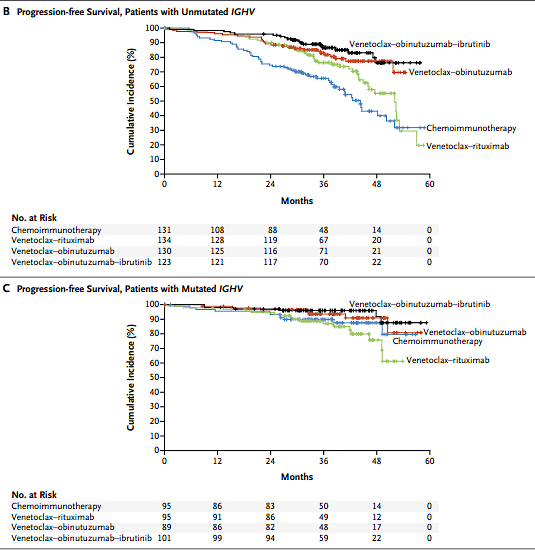 B Progression-free Survival, Patients with Unmutated IGHV
Cumulative Incidence (%)
100
90
80
70
60
50
40
30
20
10
0
Venetoclax–obinutuzumab–ibrutinib
Venetoclax–obinutuzumab
Chemoimmunotherapy
Venetoclax–rituximab
0 12 24 36 48 60
Months
No. at Risk
Chemoimmunotherapy 131 108 88 48 14 0
Venetoclax–rituximab 134 128 119 67 20 0
Venetoclax–obinutuzumab 130 125 116 71 21 0
Venetoclax–obinutuzumab–ibrutinib 123 121 117 70 22 0
C Progression-free Survival, Patients with Mutated IGHV
Cumulative Incidence (%)
100
90
80
70
60
50
40
30
20
10
0
Venetoclax–obinutuzumab–ibrutinib
Venetoclax–obinutuzumab
Chemoimmunotherapy
Venetoclax–rituximab
0 12 24 36 48 60
Months
No. at Risk
Chemoimmunotherapy 95 86 83 50 14 0
Venetoclax–rituximab 95 91 86 49 12 0
Venetoclax–obinutuzumab 89 86 82 48 17 0
Venetoclax–obinutuzumab–ibrutinib 101 99 94 59 22 0